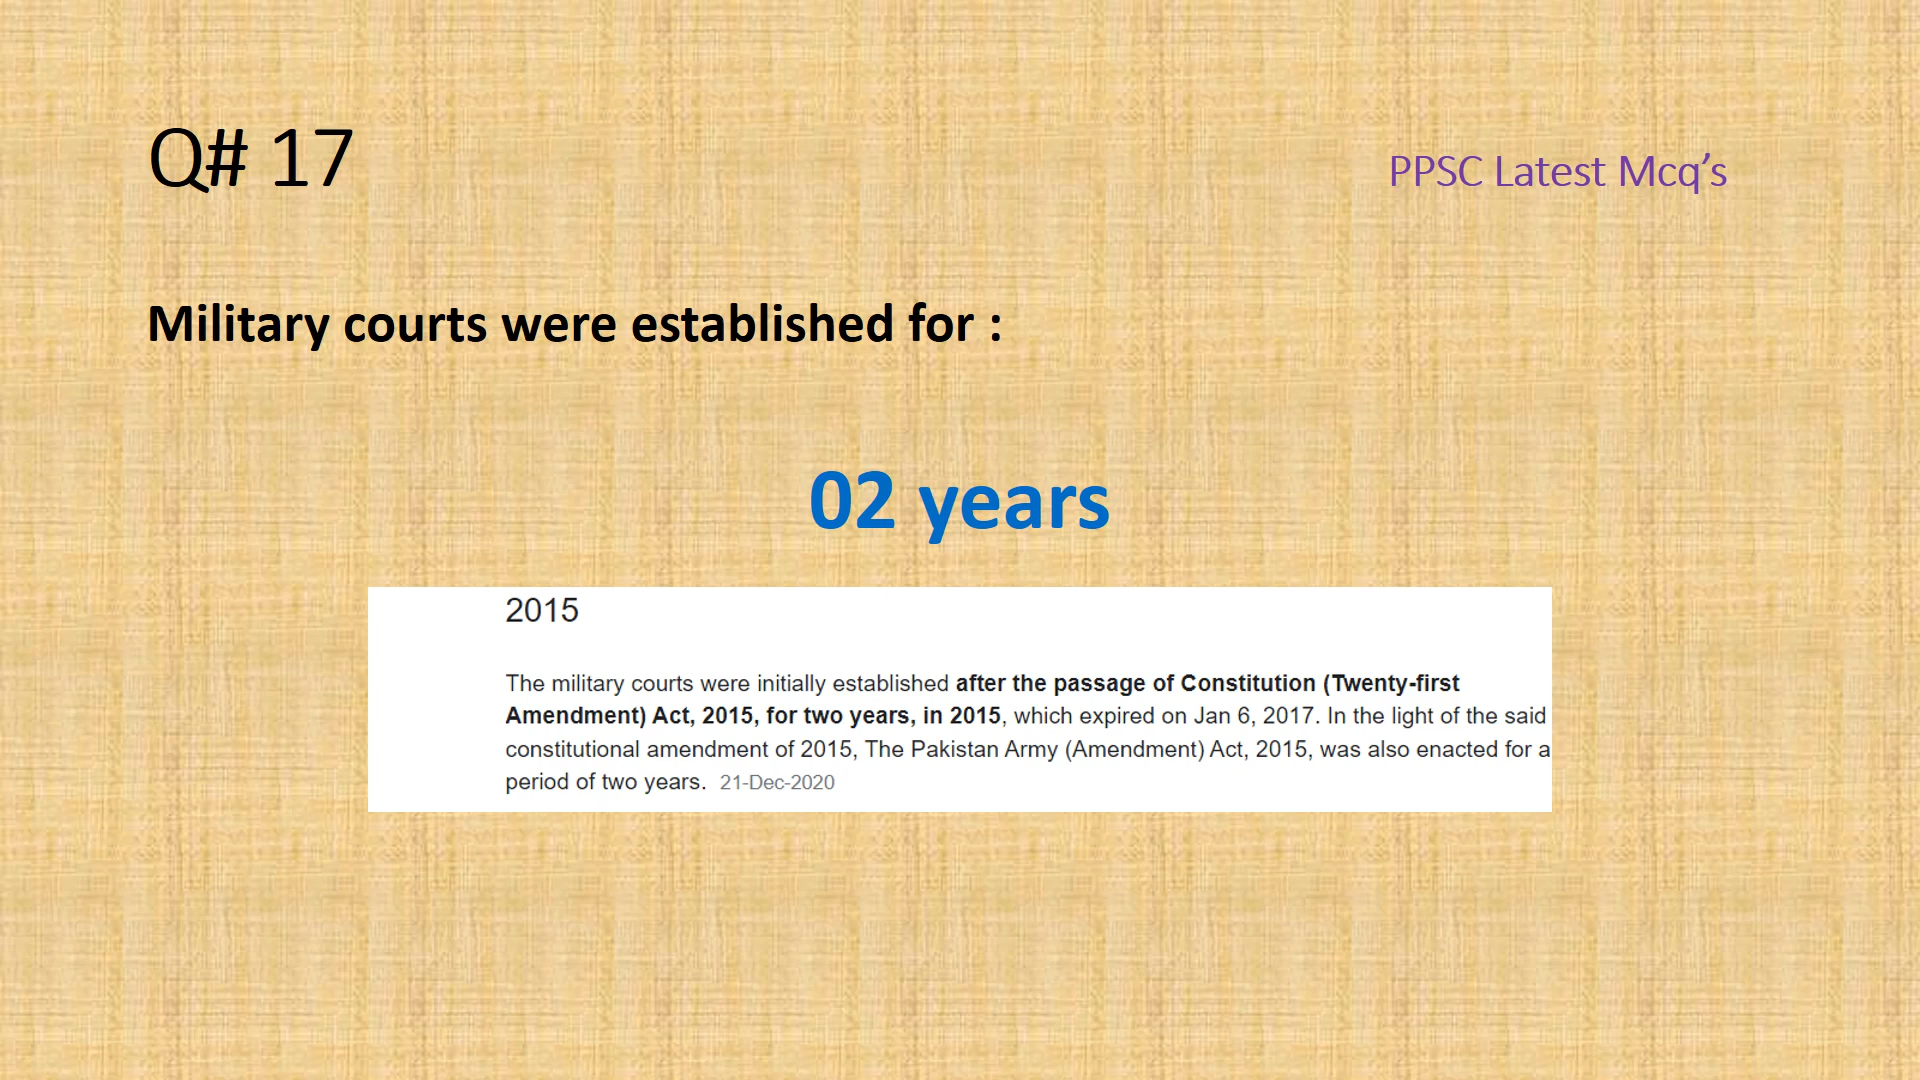 Q# 17
PPSC Latest Mcq’s
Military courts were established for :
02 years
2015
The military courts were initially established after the passage of Constitution (Twenty-first
Amendment) Act, 2015, for two years, in 2015, which expired on Jan 6, 2017. In the light of the said
constitutional amendment of 2015, The Pakistan Army (Amendment) Act, 2015, was also enacted for a
period of two years. 21-Dec-2020